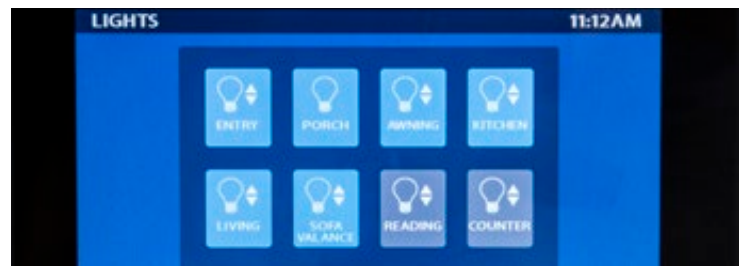 LIGHTS 11:12AM
ENTRY PORCH AWNING KITCHEN
LIVING SOFA VALANCE READING COUNTER